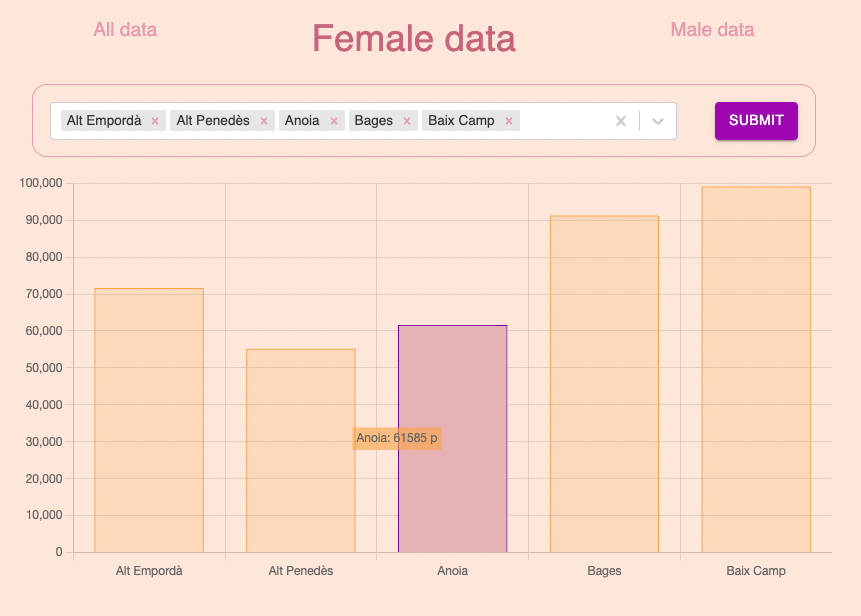 All data Female data Male data
Alt Empordà × Alt Penedès × Anoia × Bages × Baix Camp × SUBMIT
100,000
90,000
80,000
70,000
60,000
50,000
40,000
Anoia: 61585 p
30,000
20,000
10,000
0
Alt Empordà Alt Penedès Anoia Bages Baix Camp